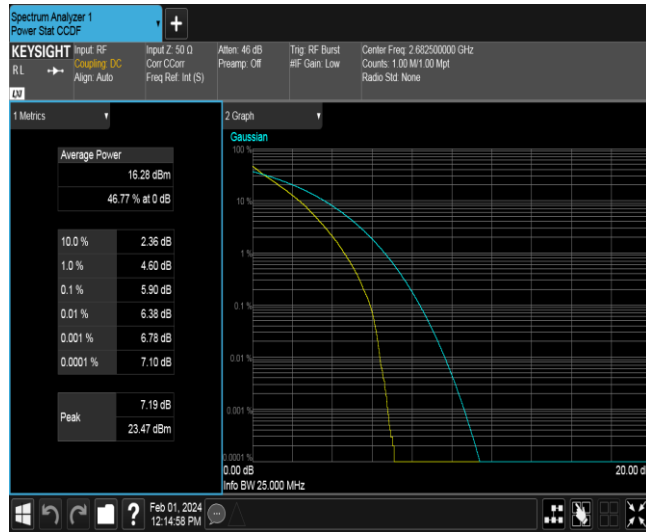 Spectrum Analyzer 1
Power Stat CCDF
+
KEYSIGHT
RL
LXI
Input: RF
Coupling: DC
Align: Auto
Input Z: 50 Ω
Corr CCorr
Freq Ref: Int (S)
Atten: 46 dB
Preamp: Off
Trig: RF Burst
#IF Gain: Low
Center Freq: 2.682500000 GHz
Counts: 1.00 M/1.00 Mpt
Radio Std: None
1 Metrics
Average Power
16.28 dBm
46.77 % at 0 dB
10.0 % 2.36 dB
1.0 % 4.60 dB
0.1 % 5.90 dB
0.01 % 6.38 dB
0.001 % 6.78 dB
0.0001 % 7.10 dB
Peak
7.19 dB
23.47 dBm
2 Graph
Gaussian
100 %
10 %
1 %
0.1 %
0.01 %
0.001 %
0.0001 %
0.00 dB
20.00 d
Info BW 25.000 MHz
?
Feb 01, 2024
12:14:58 PM